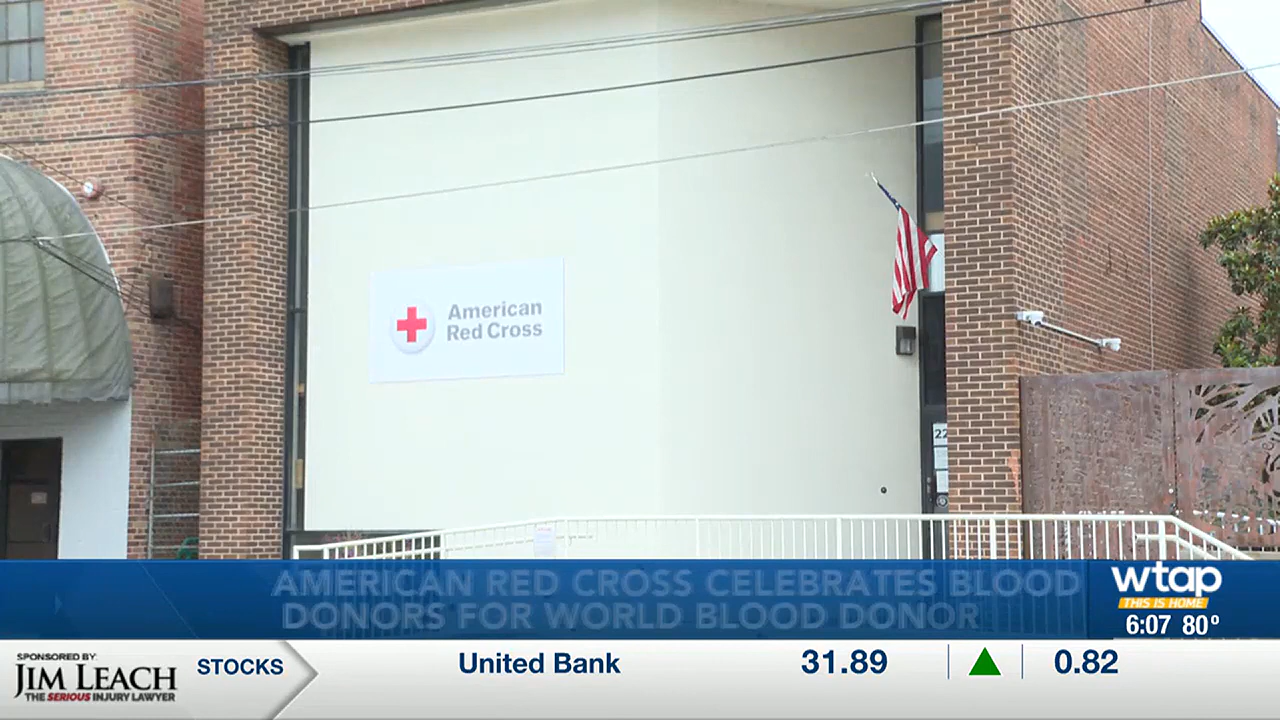 American
Red Cross
22
AMERICAN RED CROSS CELEBRATES BLOOD
DONORS FOR WORLD BLOOD DONOR
wtap
THIS IS HOME
6:07 80°
SPONSORED BY:
JIM LEACH
THE SERIOUS INJURY LAWYER
STOCKS
United Bank 31.89 0.82